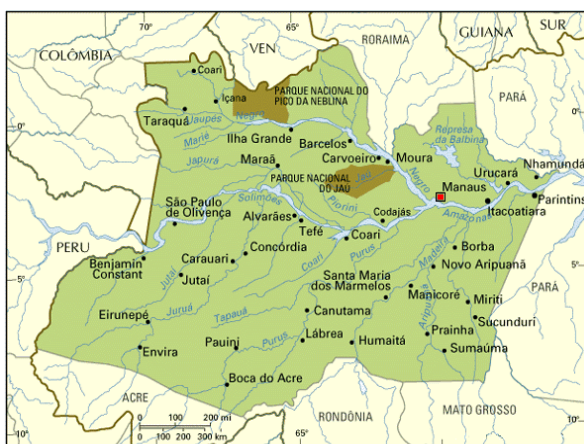 70°
65°
COLÔMBIA
VEN
RORAIMA
GUIANA
SUR
PARÁ
Coari
Içana
PARQUE NACIONAL DO
PICO DA NEBLINA
Taraquá
Uaupés
Negro
0°
0°
Marié
Ilha Grande
Barcelos
Represa
da Balbina
Japurá
Maraã
Carvoeiro
Moura
Nhamundá
PARQUE NACIONAL
DO JAÚ
Jaú
Negro
Urucará
Solimões
Piorini
Manaus
Parintins
São Paulo
de Olivença
Codajás
Amazonas
Itacoatiara
Alvarães
Tefé
Coari
PERU
Benjamin
Constant
Carauari
Concórdia
Coari
Purus
Madeira
Borba
Novo Aripuanã
5°
5°
Jutaí
Jutaí
Santa Maria
dos Marmelos
Manicoré
Miriti
PARÁ
Juruá
Tapauá
Canutama
Aripuanã
Sucunduri
Eirunepé
Prainha
Envira
Pauini
Purus
Lábrea
Humaitá
Sumaúma
Boca do Acre
ACRE
0 100 200 mi
0 100 200 300 km
65°
RONDÔNIA
MATO GROSSO